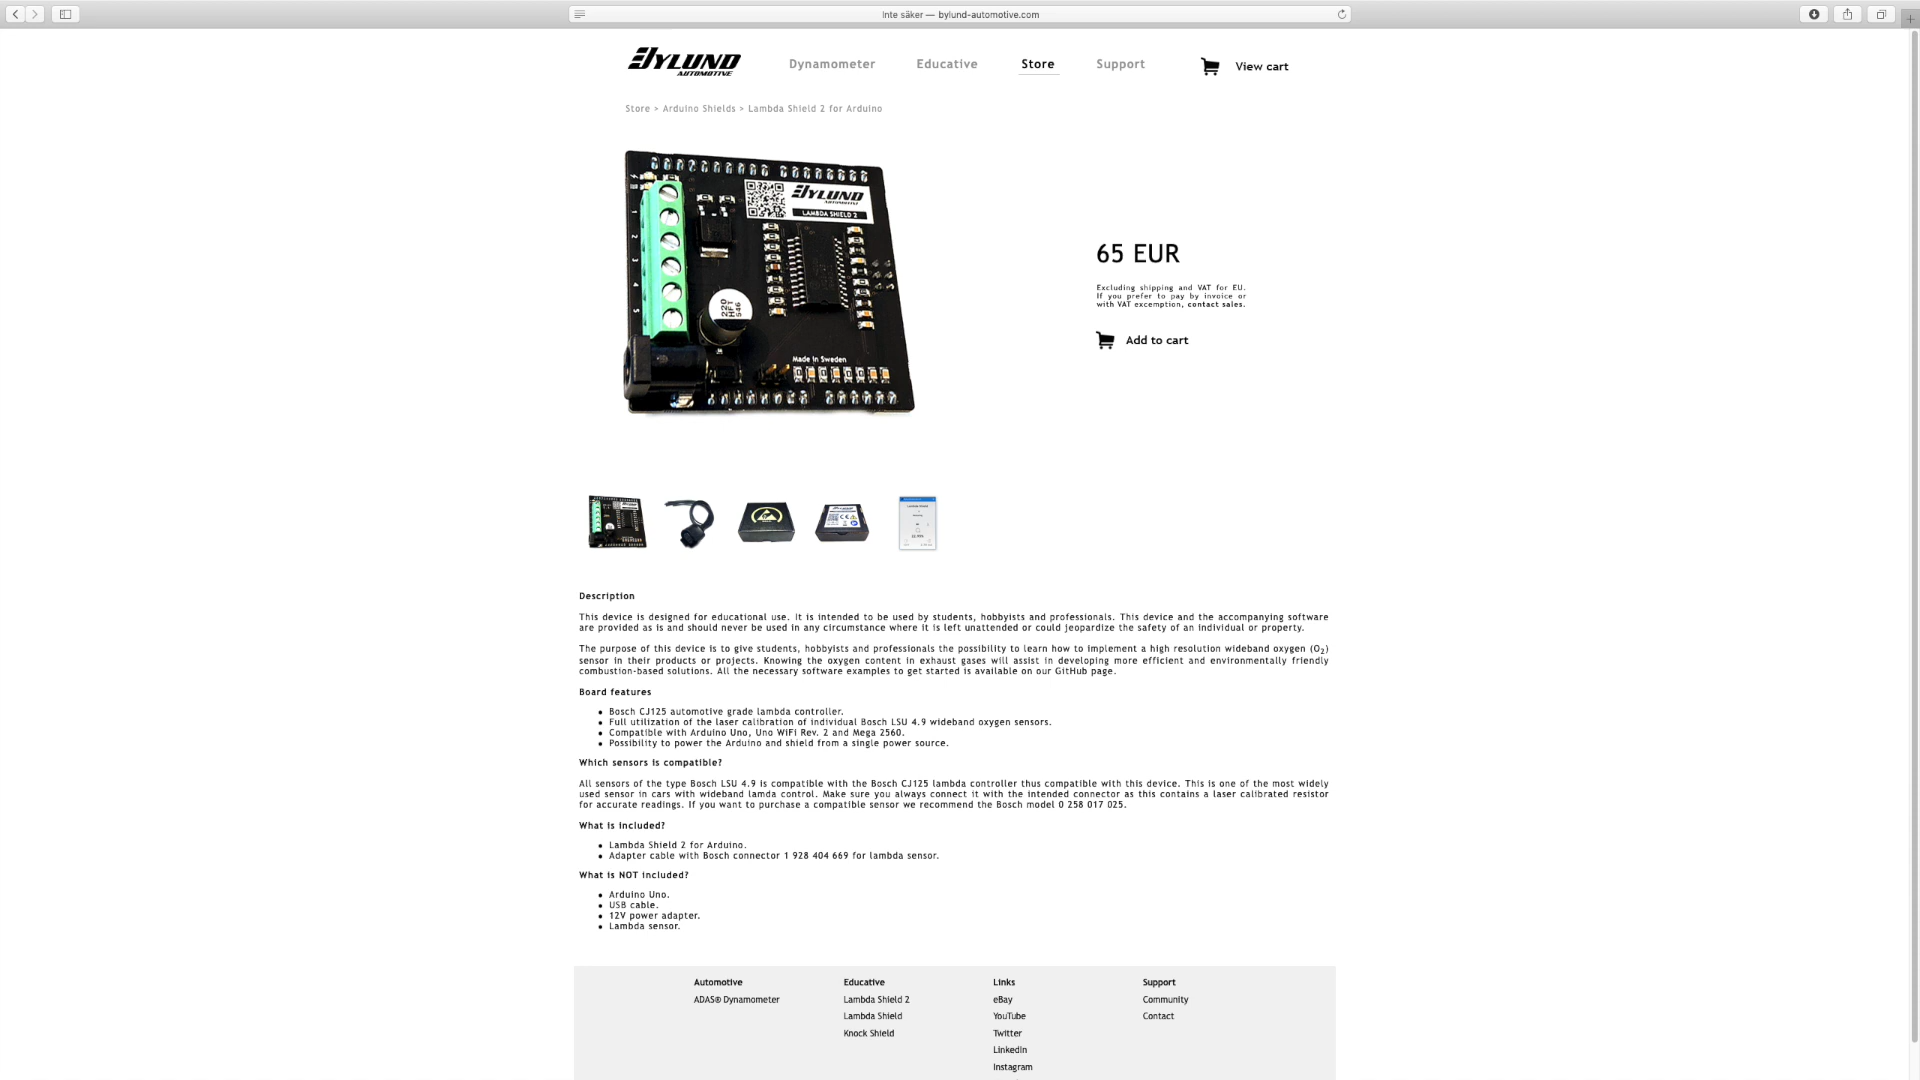 Inte säker — bylund-automotive.com
BYLUND
AUTOMOTIVE
Dynamometer
Educative
Store
Support
View cart
Store > Arduino Shields > Lambda Shield 2 for Arduino
BYLUND
AUTOMOTIVE
LAMBDA SHIELD 2
1
2
3
4
5
220
HFT
546
Made in Sweden
65 EUR
Excluding shipping and VAT for EU.
If you prefer to pay by invoice or
with VAT excemption, contact sales.
Add to cart
Description
This device is designed for educational use. It is intended to be used by students, hobbyists and professionals. This device and the accompanying software
are provided as is and should never be used in any circumstance where it is left unattended or could jeopardize the safety of an individual or property.
The purpose of this device is to give students, hobbyists and professionals the possibility to learn how to implement a high resolution wideband oxygen (O₂)
sensor in their products or projects. Knowing the oxygen content in exhaust gases will assist in developing more efficient and environmentally friendly
combustion-based solutions. All the necessary software examples to get started is available on our GitHub page.
Board features
• Bosch CJ125 automotive grade lambda controller.
• Full utilization of the laser calibration of individual Bosch LSU 4.9 wideband oxygen sensors.
• Compatible with Arduino Uno, Uno WiFi Rev. 2 and Mega 2560.
• Possibility to power the Arduino and shield from a single power source.
Which sensors is compatible?
All sensors of the type Bosch LSU 4.9 is compatible with the Bosch CJ125 lambda controller thus compatible with this device. This is one of the most widely
used sensor in cars with wideband lamda control. Make sure you always connect it with the intended connector as this contains a laser calibrated resistor
for accurate readings. If you want to purchase a compatible sensor we recommend the Bosch model 0 258 017 025.
What is included?
• Lambda Shield 2 for Arduino.
• Adapter cable with Bosch connector 1 928 404 669 for lambda sensor.
What is NOT included?
• Arduino Uno.
• USB cable.
• 12V power adapter.
• Lambda sensor.
Automotive
ADAS® Dynamometer
Educative
Lambda Shield 2
Lambda Shield
Knock Shield
Links
eBay
YouTube
Twitter
LinkedIn
Instagram
Support
Community
Contact